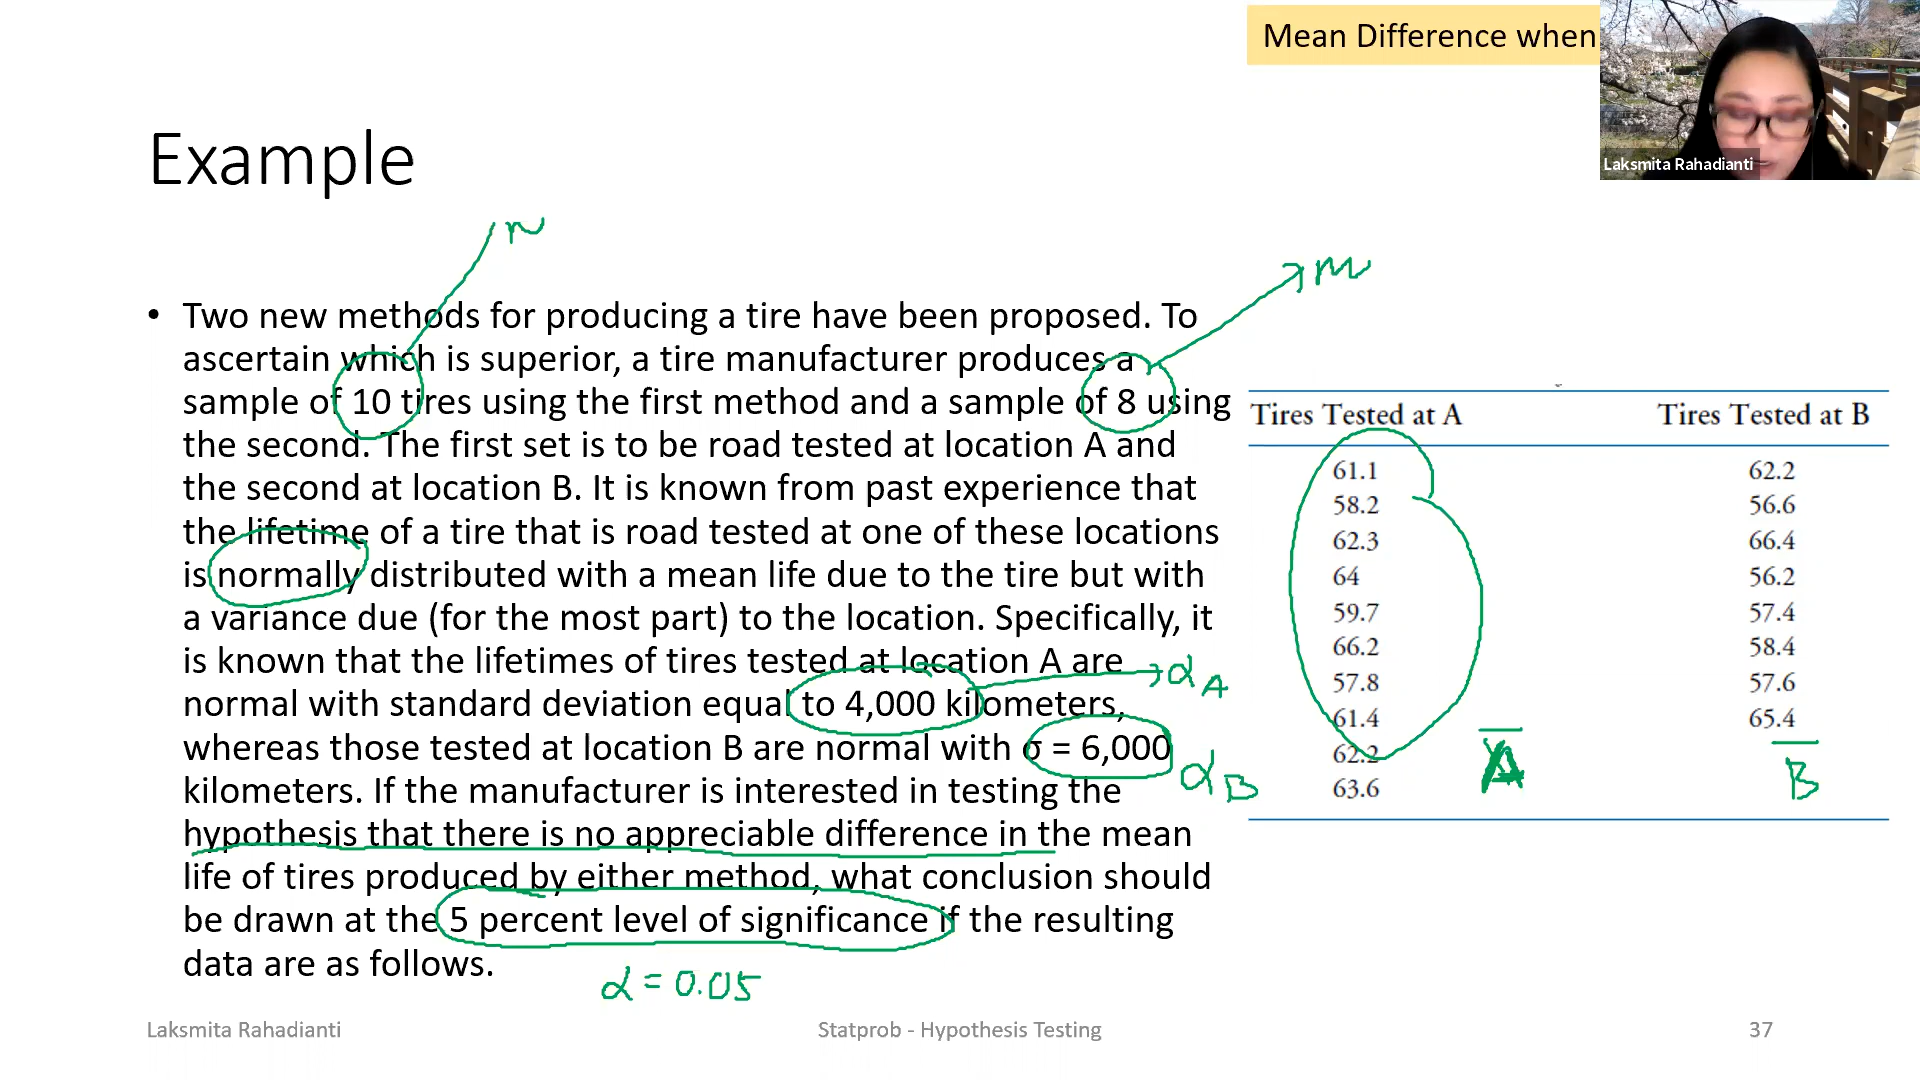 Mean Difference when
Laksmita Rahadianti
Example
n
m
• Two new methods for producing a tire have been proposed. To
ascertain which is superior, a tire manufacturer produces a
sample of 10 tires using the first method and a sample of 8 using
the second. The first set is to be road tested at location A and
the second at location B. It is known from past experience that
the lifetime of a tire that is road tested at one of these locations
is normally distributed with a mean life due to the tire but with
a variance due (for the most part) to the location. Specifically, it
is known that the lifetimes of tires tested at location A are
normal with standard deviation equal to 4,000 kilometers,
whereas those tested at location B are normal with σ = 6,000
kilometers. If the manufacturer is interested in testing the
hypothesis that there is no appreciable difference in the mean
life of tires produced by either method, what conclusion should
be drawn at the 5 percent level of significance if the resulting
data are as follows.
α A
α B
α = 0.05
Tires Tested at A Tires Tested at B
61.1 62.2
58.2 56.6
62.3 66.4
64 56.2
59.7 57.4
66.2 58.4
57.8 57.6
61.4 65.4
62.2
63.6
A B
Laksmita Rahadianti
Statprob - Hypothesis Testing
37